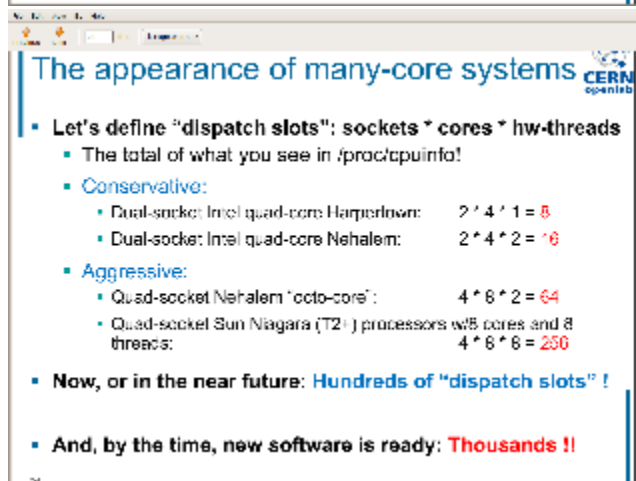 The appearance of many-core systems
CERN
openlab
▪ Let's define "dispatch slots": sockets * cores * hw-threads
▪ The total of what you see in /proc/cpuinfo!
▪ Conservative:
▪ Dual-socket Intel quad-core Harpertown: 2 * 4 * 1 = 8
▪ Dual-socket Intel quad-core Nehalem: 2 * 4 * 2 = 16
▪ Aggressive:
▪ Quad-socket Nehalem "octo-core": 4 * 8 * 2 = 64
▪ Quad-socket Sun Niagara (T2+) processors w/8 cores and 8
threads: 4 * 8 * 8 = 256
▪ Now, or in the near future: Hundreds of "dispatch slots" !
▪ And, by the time, new software is ready: Thousands !!